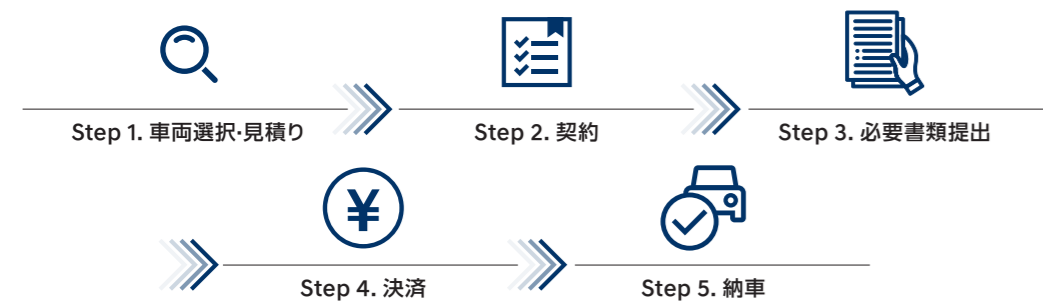 Step 1. 車両選択・見積り
Step 2. 契約
Step 3. 必要書類提出
¥
Step 4. 決済
Step 5. 納車